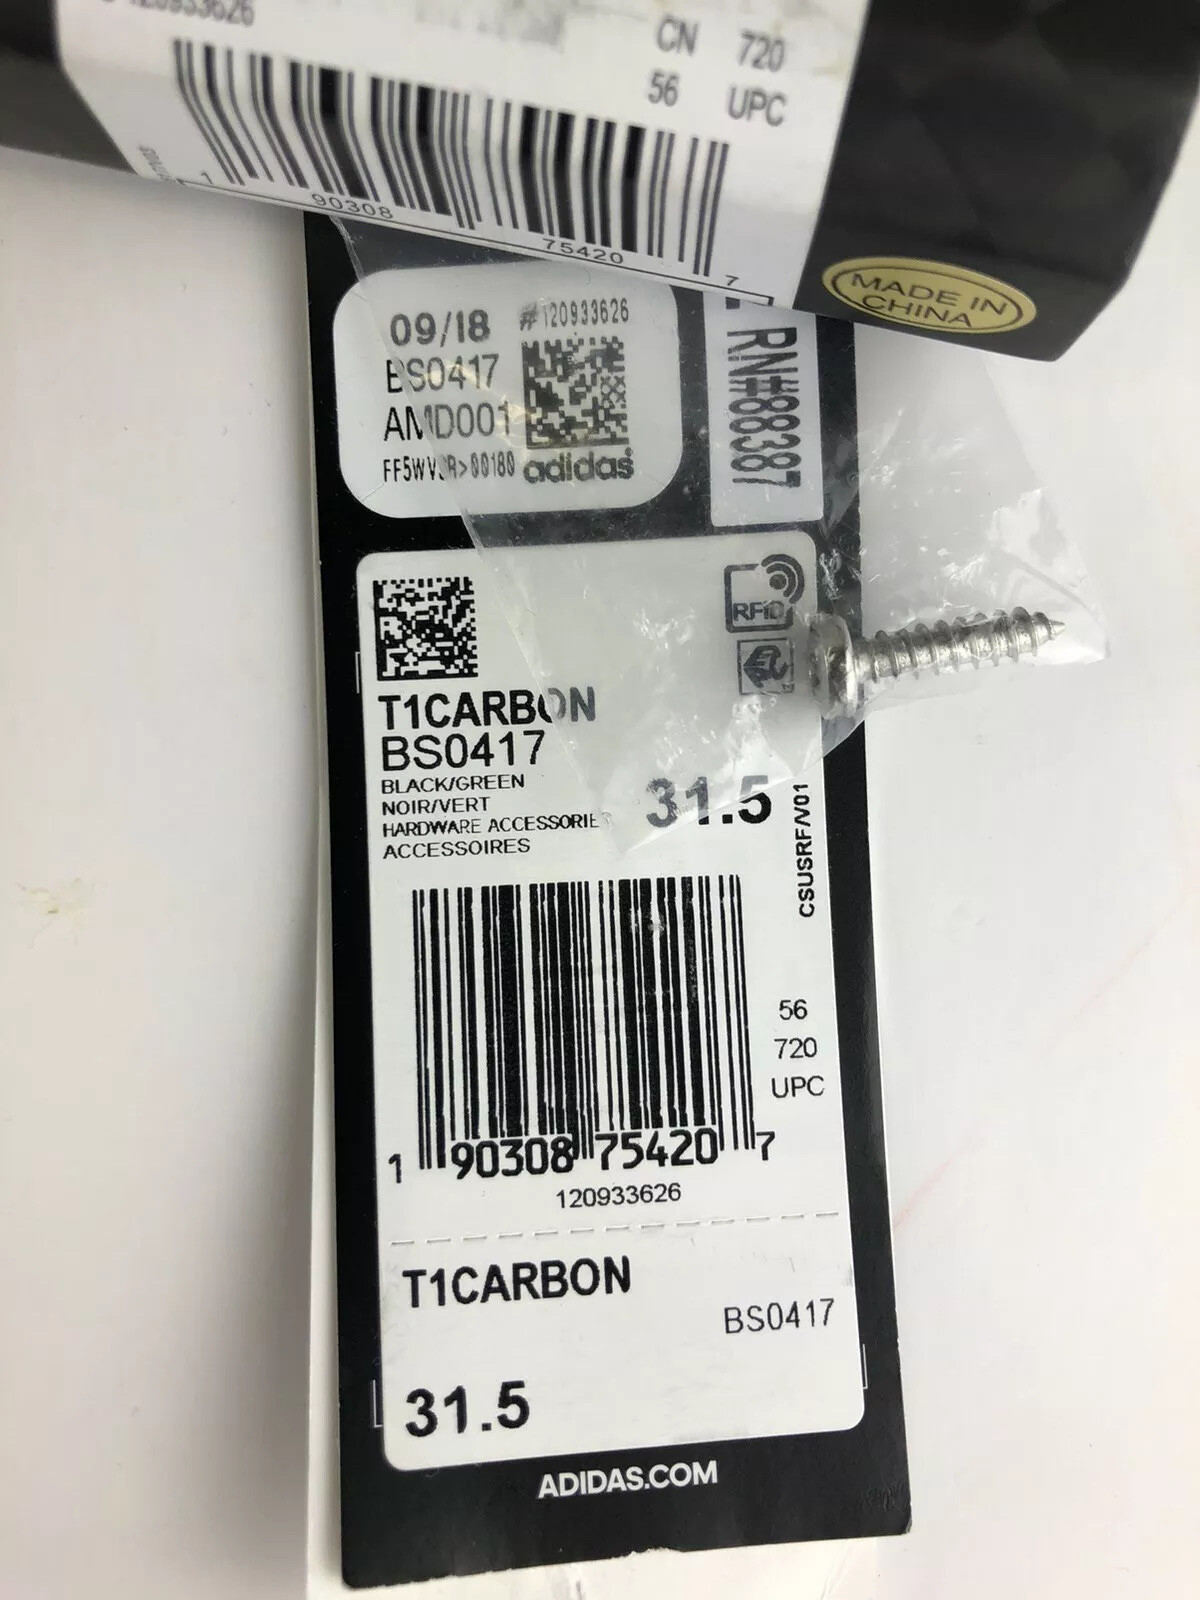 CN 720
56 UPC
1 90308 75420 7
MADE IN
CHINA
09/18 #120933626
BS0417
AMD001
adidas
RN#88387
RFID
T1CARBON
BS0417
BLACK/GREEN
NOIR/VERT
HARDWARE ACCESSORIE
ACCESSOIRES
31.5
CSUSRF/V01
56
720
UPC
1 90308 75420 7
120933626
T1CARBON
BS0417
31.5
ADIDAS.COM